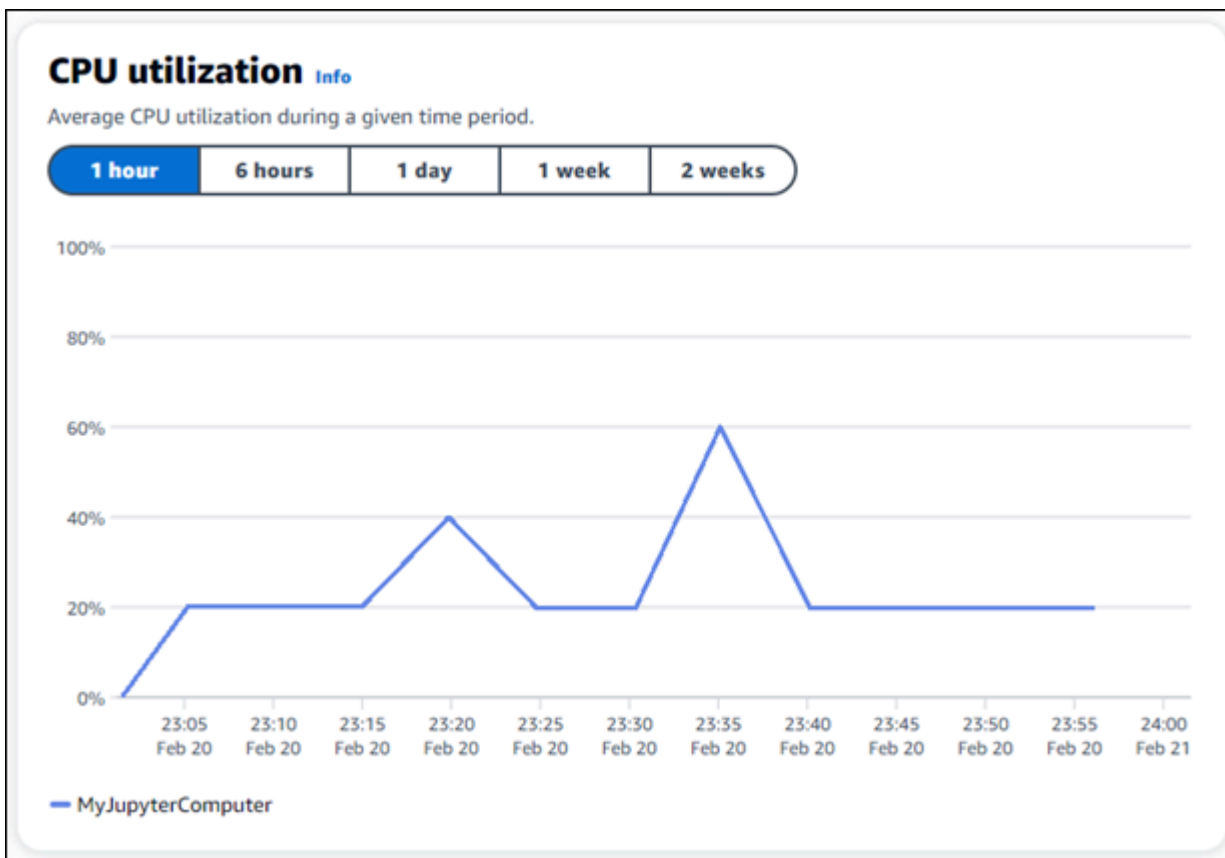 CPU utilization Info
Average CPU utilization during a given time period.
1 hour 6 hours 1 day 1 week 2 weeks
100%
80%
60%
40%
20%
0%
23:05 23:10 23:15 23:20 23:25 23:30 23:35 23:40 23:45 23:50 23:55 24:00
Feb 20 Feb 20 Feb 20 Feb 20 Feb 20 Feb 20 Feb 20 Feb 20 Feb 20 Feb 20 Feb 20 Feb 21
MyJupyterComputer